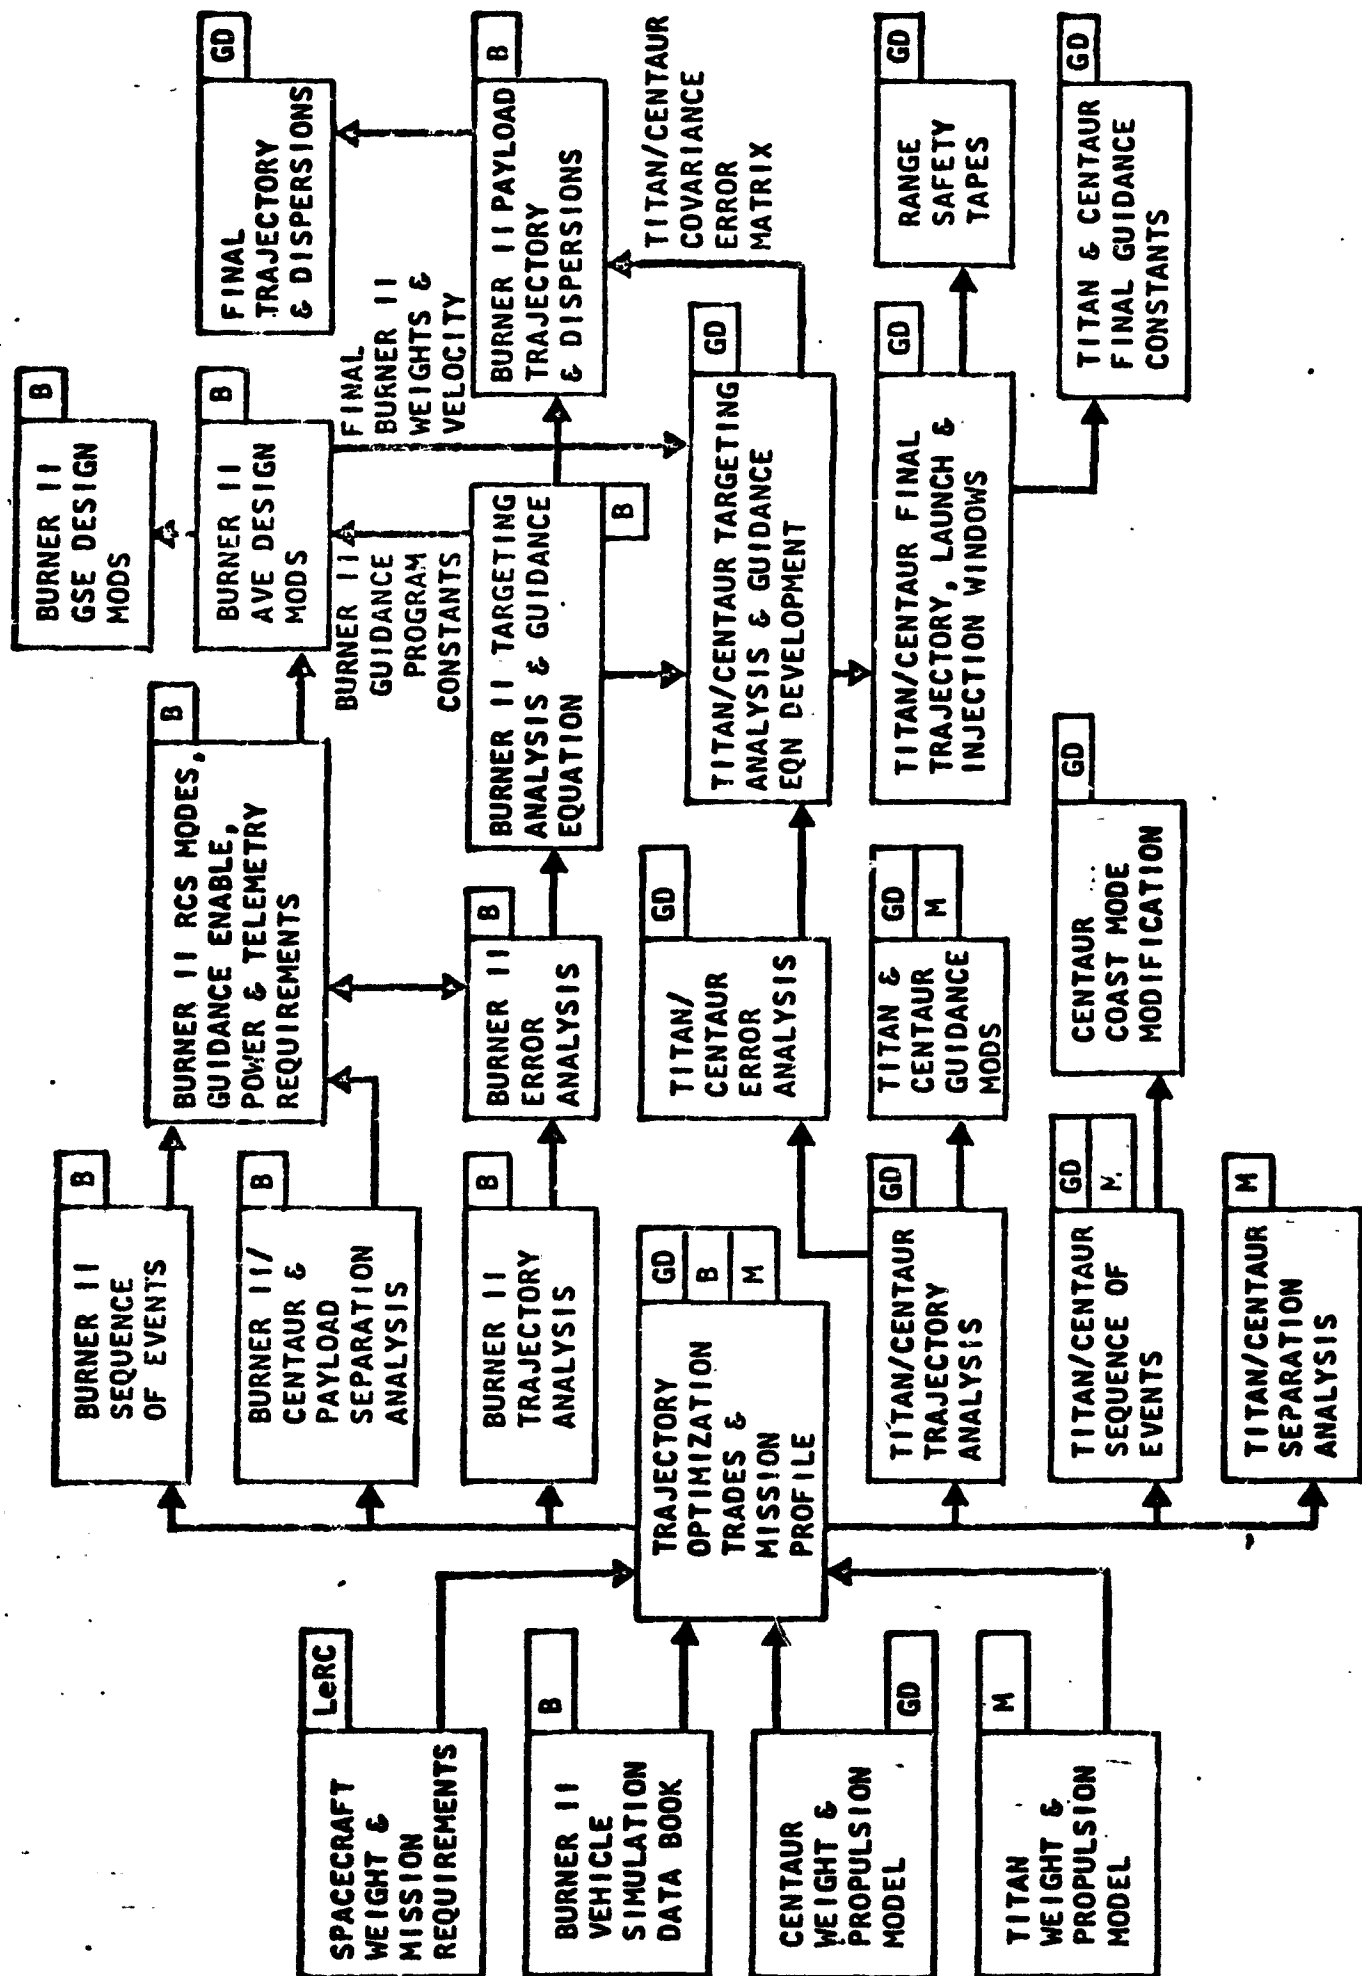 SPACECRAFT
WEIGHT &
MISSION
REQUIREMENTS
LeRC
BURNER II
VEHICLE
SIMULATION
DATA BOOK
B
CENTAUR
WEIGHT &
PROPULSION
MODEL
GD
TITAN
WEIGHT &
PROPULSION
MODEL
M
TRAJECTORY
OPTIMIZATION
TRADES &
MISSION
PROFILE
GD
B
M
BURNER II
SEQUENCE
OF EVENTS
B
BURNER II/
CENTAUR &
PAYLOAD
SEPARATION
ANALYSIS
B
BURNER II
TRAJECTORY
ANALYSIS
B
TITAN/CENTAUR
TRAJECTORY
ANALYSIS
GD
TITAN/CENTAUR
SEQUENCE OF
EVENTS
GD
M
TITAN/CENTAUR
SEPARATION
ANALYSIS
M
BURNER II RCS MODES,
GUIDANCE ENABLE,
POWER & TELEMETRY
REQUIREMENTS
B
BURNER II
ERROR
ANALYSIS
B
TITAN/
CENTAUR
ERROR
ANALYSIS
GD
TITAN &
CENTAUR
GUIDANCE
MODS
GD
M
CENTAUR
COAST MODE
MODIFICATION
GD
BURNER II
GSE DESIGN
MODS
B
BURNER II
AVE DESIGN
MODS
B
BURNER II
GUIDANCE
PROGRAM
CONSTANTS
BURNER II TARGETING
ANALYSIS & GUIDANCE
EQUATION
B
TITAN/CENTAUR TARGETING
ANALYSIS & GUIDANCE
EQN DEVELOPMENT
GD
TITAN/CENTAUR FINAL
TRAJECTORY, LAUNCH &
INJECTION WINDOWS
GD
FINAL
BURNER II
WEIGHTS &
VELOCITY
FINAL
TRAJECTORY
& DISPERSIONS
GD
BURNER II PAYLOAD
TRAJECTORY
& DISPERSIONS
B
TITAN/CENTAUR
COVARIANCE
ERROR
MATRIX
RANGE
SAFETY
TAPES
GD
TITAN & CENTAUR
FINAL GUIDANCE
CONSTANTS
GD